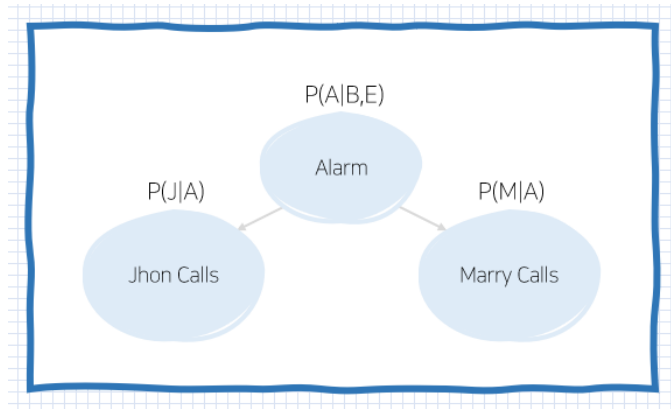 P(A|B,E)
Alarm
P(J|A)
P(M|A)
Jhon Calls
Marry Calls